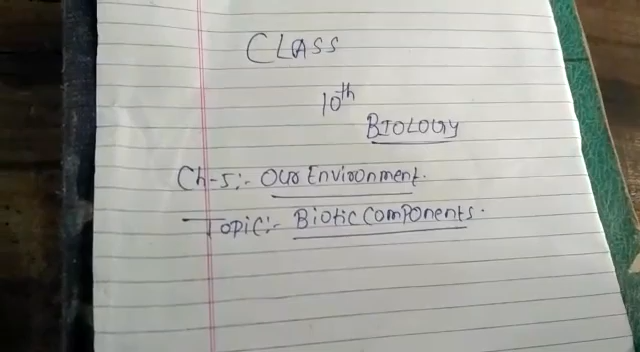 CLASS
10th
BIOLOGY
Ch-5:- Our Environment.
Topic:- Biotic Components.